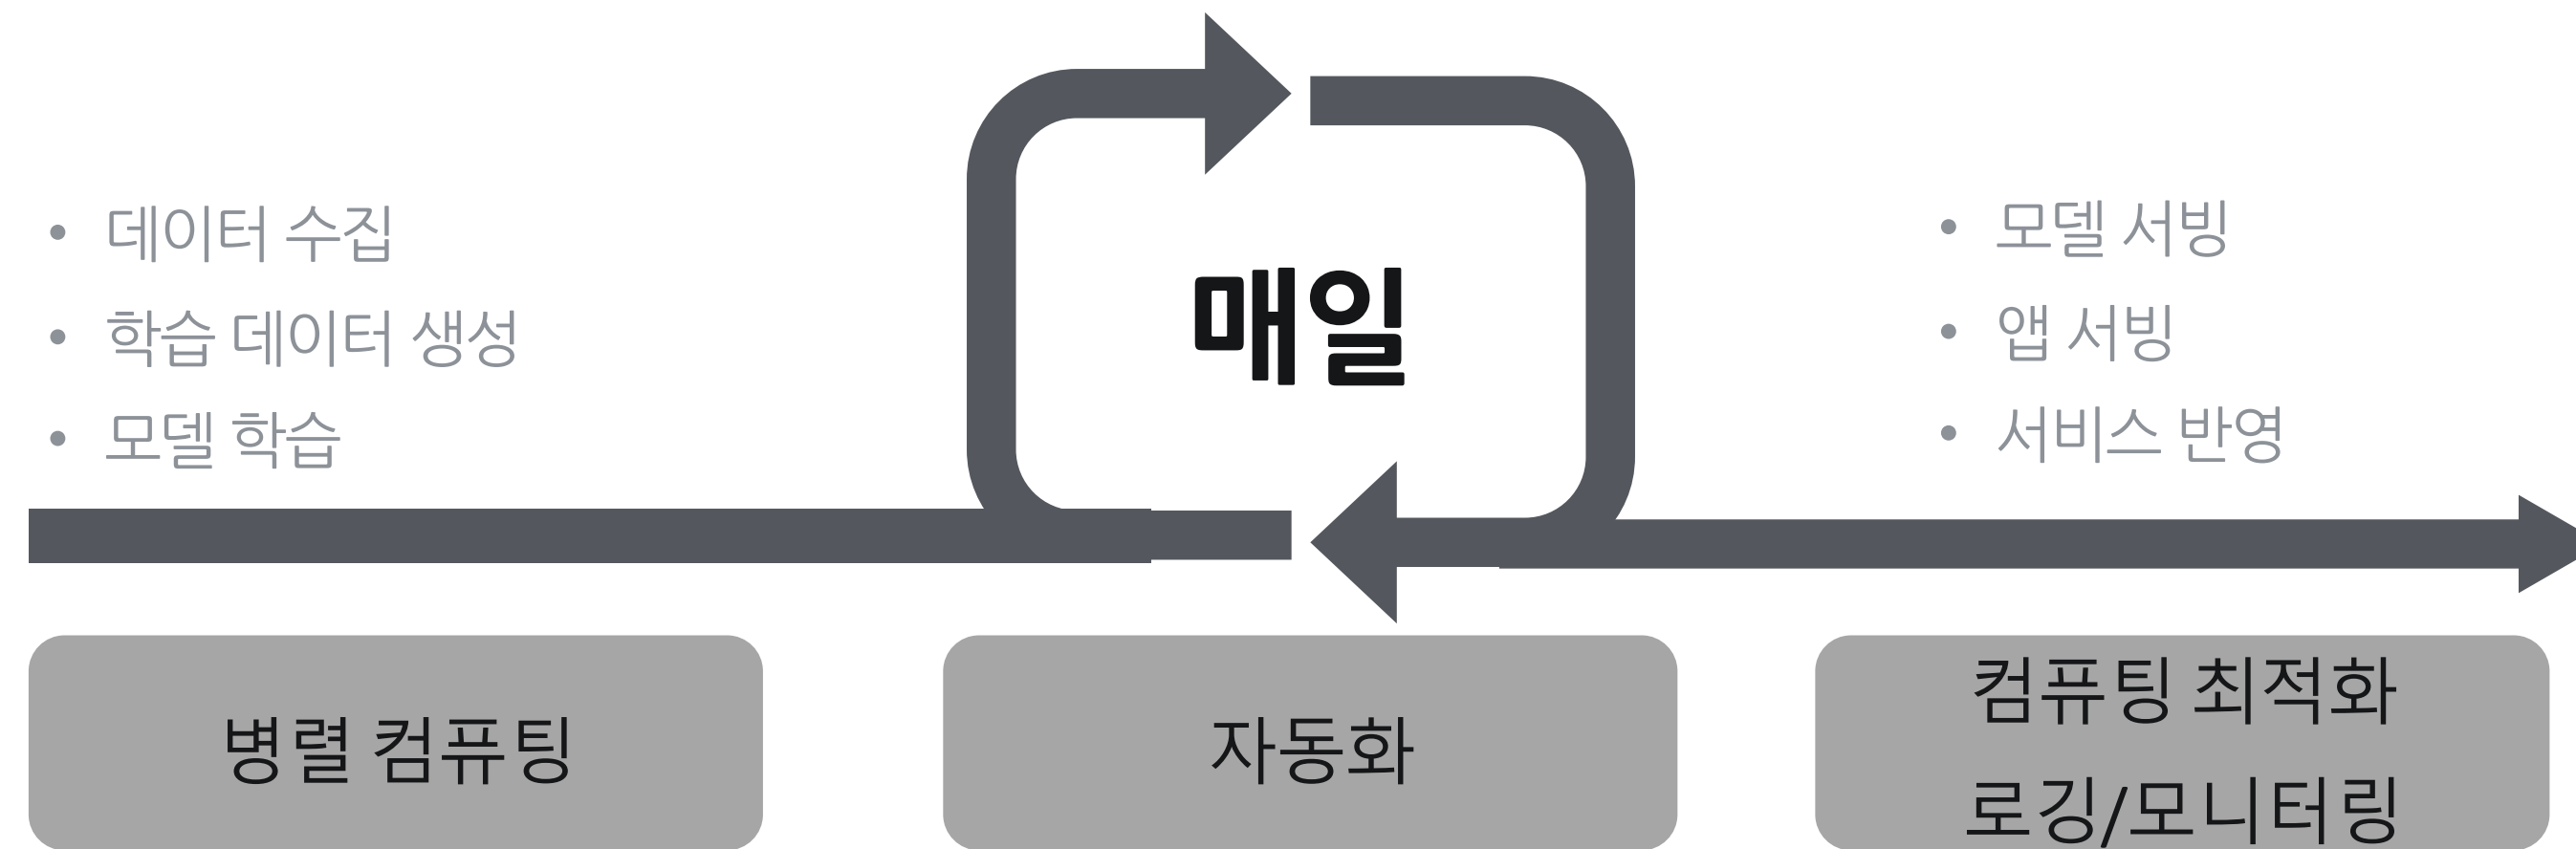 • 데이터 수집
• 학습 데이터 생성
• 모델 학습
매일
• 모델 서빙
• 앱 서빙
• 서비스 반영
병렬 컴퓨팅
자동화
컴퓨팅 최적화
로깅/모니터링